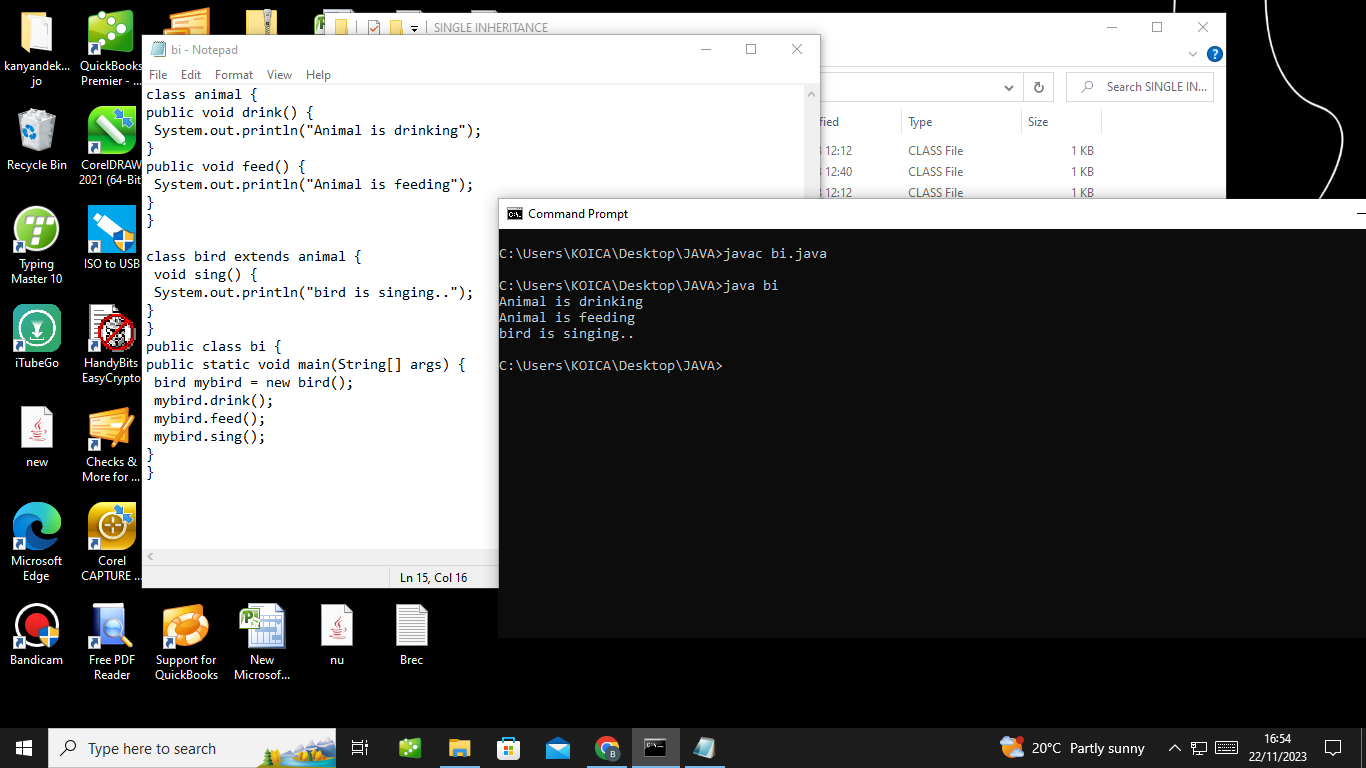 SINGLE INHERITANCE
Search SINGLE IN...
Type
Size
12:12
CLASS File
1 KB
12:40
CLASS File
1 KB
12:12
CLASS File
1 KB
bi - Notepad
File Edit Format View Help
class animal {
public void drink() {
System.out.println("Animal is drinking");
}
public void feed() {
System.out.println("Animal is feeding");
}
}
class bird extends animal {
void sing() {
System.out.println("bird is singing..");
}
}
public class bi {
public static void main(String[] args) {
bird mybird = new bird();
mybird.drink();
mybird.feed();
mybird.sing();
}
}
Ln 15, Col 16
Command Prompt
C:\Users\KOICA\Desktop\JAVA>javac bi.java
C:\Users\KOICA\Desktop\JAVA>java bi
Animal is drinking
Animal is feeding
bird is singing..
C:\Users\KOICA\Desktop\JAVA>
kanyandek...
jo
QuickBooks
Premier - ...
Recycle Bin
CorelDRAW
2021 (64-Bit
Typing
Master 10
ISO to USB
iTubeGo
HandyBits
EasyCrypto
new
Checks &
More for ...
Microsoft
Edge
Corel
CAPTURE ...
Bandicam
Free PDF
Reader
Support for
QuickBooks
New
Microsof...
nu
Brec
Type here to search
20°C Partly sunny
16:54
22/11/2023